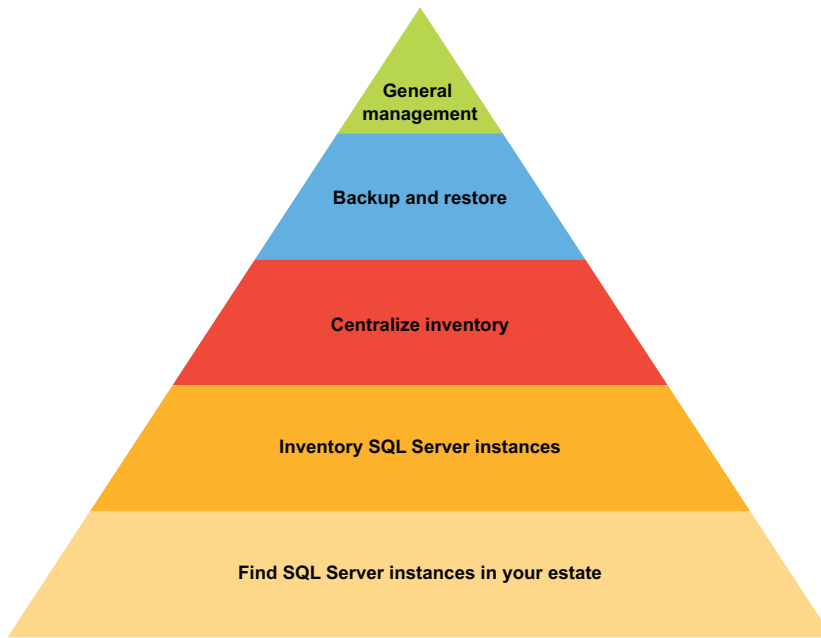 General
management
Backup and restore
Centralize inventory
Inventory SQL Server instances
Find SQL Server instances in your estate